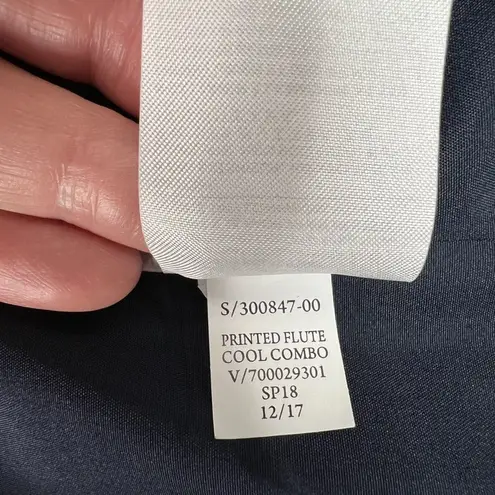 S/300847-00
PRINTED FLUTE
COOL COMBO
V/700029301
SP18
12/17